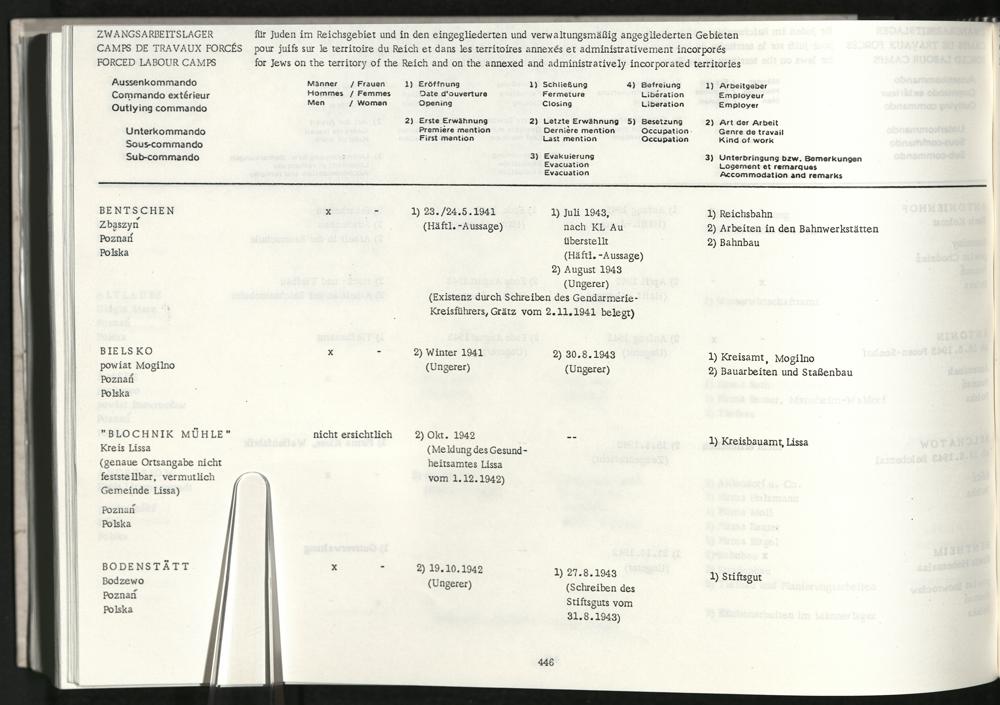 ZWANGSARBEITSLAGER für Juden im Reichsgebiet und in den eingegliederten und verwaltungsmäßig angegliederten Gebieten
CAMPS DE TRAVAUX FORCÉS pour juifs sur le territoire du Reich et dans les territoires annexés et administrativement incorporés
FORCED LABOUR CAMPS for Jews on the territory of the Reich and on the annexed and administratively incorporated territories
Aussenkommando
Commando extérieur
Outlying commando
Unterkommando
Sous-commando
Sub-commando
Männer / Frauen
Hommes / Femmes
Men / Women
1) Eröffnung
Date d'ouverture
Opening
2) Erste Erwähnung
Première mention
First mention
1) Schließung
Fermeture
Closing
2) Letzte Erwähnung
Dernière mention
Last mention
3) Evakuierung
Evacuation
Evacuation
4) Befreiung
Libération
Liberation
5) Besetzung
Occupation
Occupation
1) Arbeitgeber
Employeur
Employer
2) Art der Arbeit
Genre de travail
Kind of work
3) Unterbringung bzw. Bemerkungen
Logement et remarques
Accommodation and remarks
BENTSCHEN
Zbąszyń
Poznań
Polska
x -
1) 23./24.5.1941
(Häftl.-Aussage)
1) Juli 1943,
nach KL Au
überstellt
(Häftl.-Aussage)
2) August 1943
(Ungerer)
(Existenz durch Schreiben des Gendarmerie-
Kreisführers, Grätz vom 2.11.1941 belegt)
1) Reichsbahn
2) Arbeiten in den Bahnwerkstätten
2) Bahnbau
BIELSKO
powiat Mogilno
Poznań
Polska
x -
2) Winter 1941
(Ungerer)
2) 30.8.1943
(Ungerer)
1) Kreisamt, Mogilno
2) Bauarbeiten und Staßenbau
"BLOCHNIK MÜHLE"
Kreis Lissa
(genaue Ortsangabe nicht
feststellbar, vermutlich
Gemeinde Lissa)
Poznań
Polska
nicht ersichtlich
2) Okt. 1942
(Meldung des Gesund-
heitsamtes Lissa
vom 1.12.1942)
--
1) Kreisbauamt, Lissa
BODENSTÄTT
Bodzewo
Poznań
Polska
x -
2) 19.10.1942
(Ungerer)
1) 27.8.1943
(Schreiben des
Stiftsguts vom
31.8.1943)
1) Stiftsgut
446